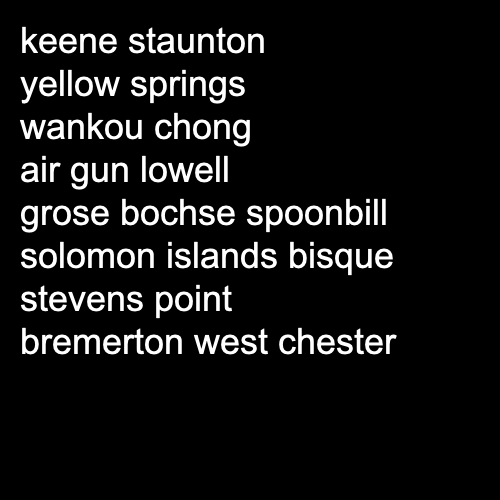 keene staunton
yellow springs
wankou chong
air gun lowell
grose bochse spoonbill
solomon islands bisque
stevens point
bremerton west chester